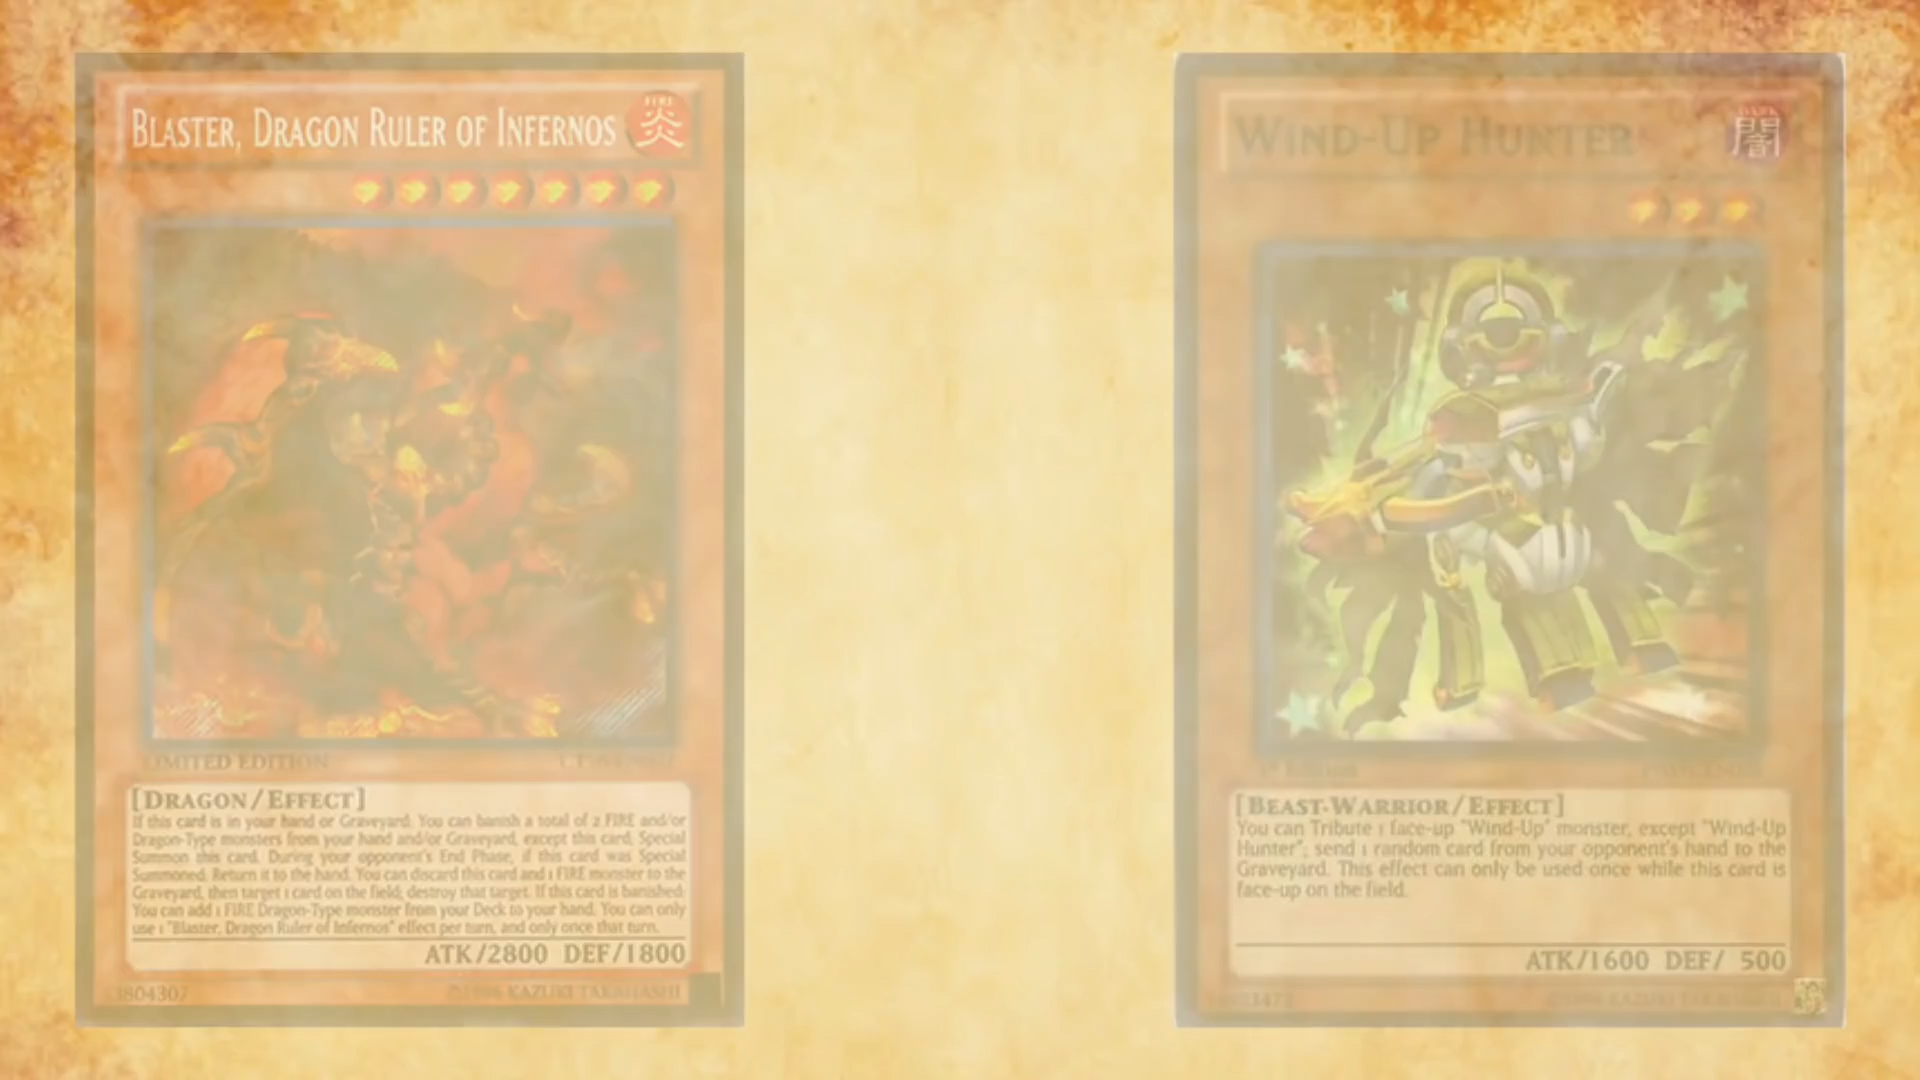 BLASTER, DRAGON RULER OF INFERNOS
FIRE
炎
LIMITED EDITION
[DRAGON/EFFECT]
If this card is in your hand or Graveyard: You can banish a total of 2 FIRE and/or
Dragon-Type monsters from your hand and/or Graveyard, except this card; Special
Summon this card. During your opponent's End Phase, if this card was Special
Summoned: Return it to the hand. You can discard this card and 1 FIRE monster to the
Graveyard, then target 1 card on the field; destroy that target. If this card is banished:
You can add 1 FIRE Dragon-Type monster from your Deck to your hand. You can only
use 1 "Blaster, Dragon Ruler of Infernos" effect per turn, and only once that turn.
ATK/2800 DEF/1800
©1996 KAZUKI TAKAHASHI
WIND-UP HUNTER
DARK
闇
[BEAST-WARRIOR/EFFECT]
You can Tribute 1 face-up "Wind-Up" monster, except "Wind-Up
Hunter"; send 1 random card from your opponent's hand to the
Graveyard. This effect can only be used once while this card is
face-up on the field.
ATK/1600 DEF/ 500